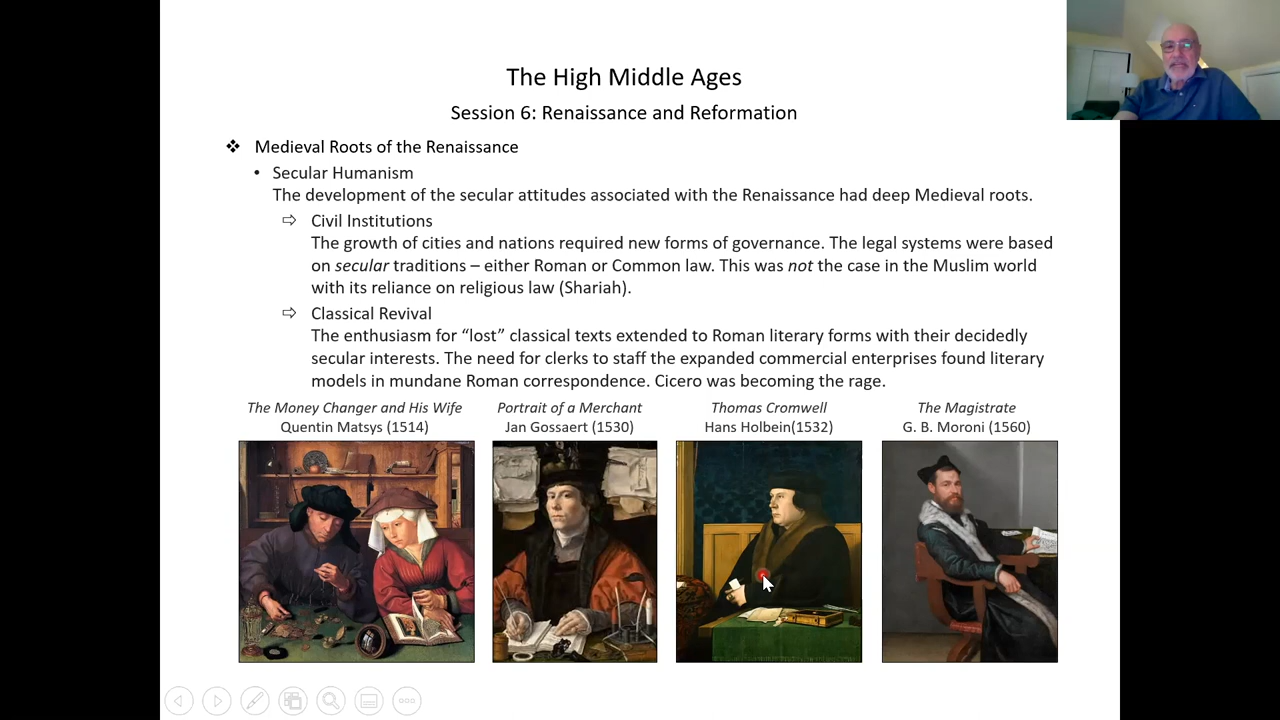 The High Middle Ages
Session 6: Renaissance and Reformation
❖ Medieval Roots of the Renaissance
• Secular Humanism
The development of the secular attitudes associated with the Renaissance had deep Medieval roots.
⇨ Civil Institutions
The growth of cities and nations required new forms of governance. The legal systems were based
on secular traditions – either Roman or Common law. This was not the case in the Muslim world
with its reliance on religious law (Shariah).
⇨ Classical Revival
The enthusiasm for “lost” classical texts extended to Roman literary forms with their decidedly
secular interests. The need for clerks to staff the expanded commercial enterprises found literary
models in mundane Roman correspondence. Cicero was becoming the rage.
The Money Changer and His Wife
Quentin Matsys (1514)
Portrait of a Merchant
Jan Gossaert (1530)
Thomas Cromwell
Hans Holbein(1532)
The Magistrate
G. B. Moroni (1560)